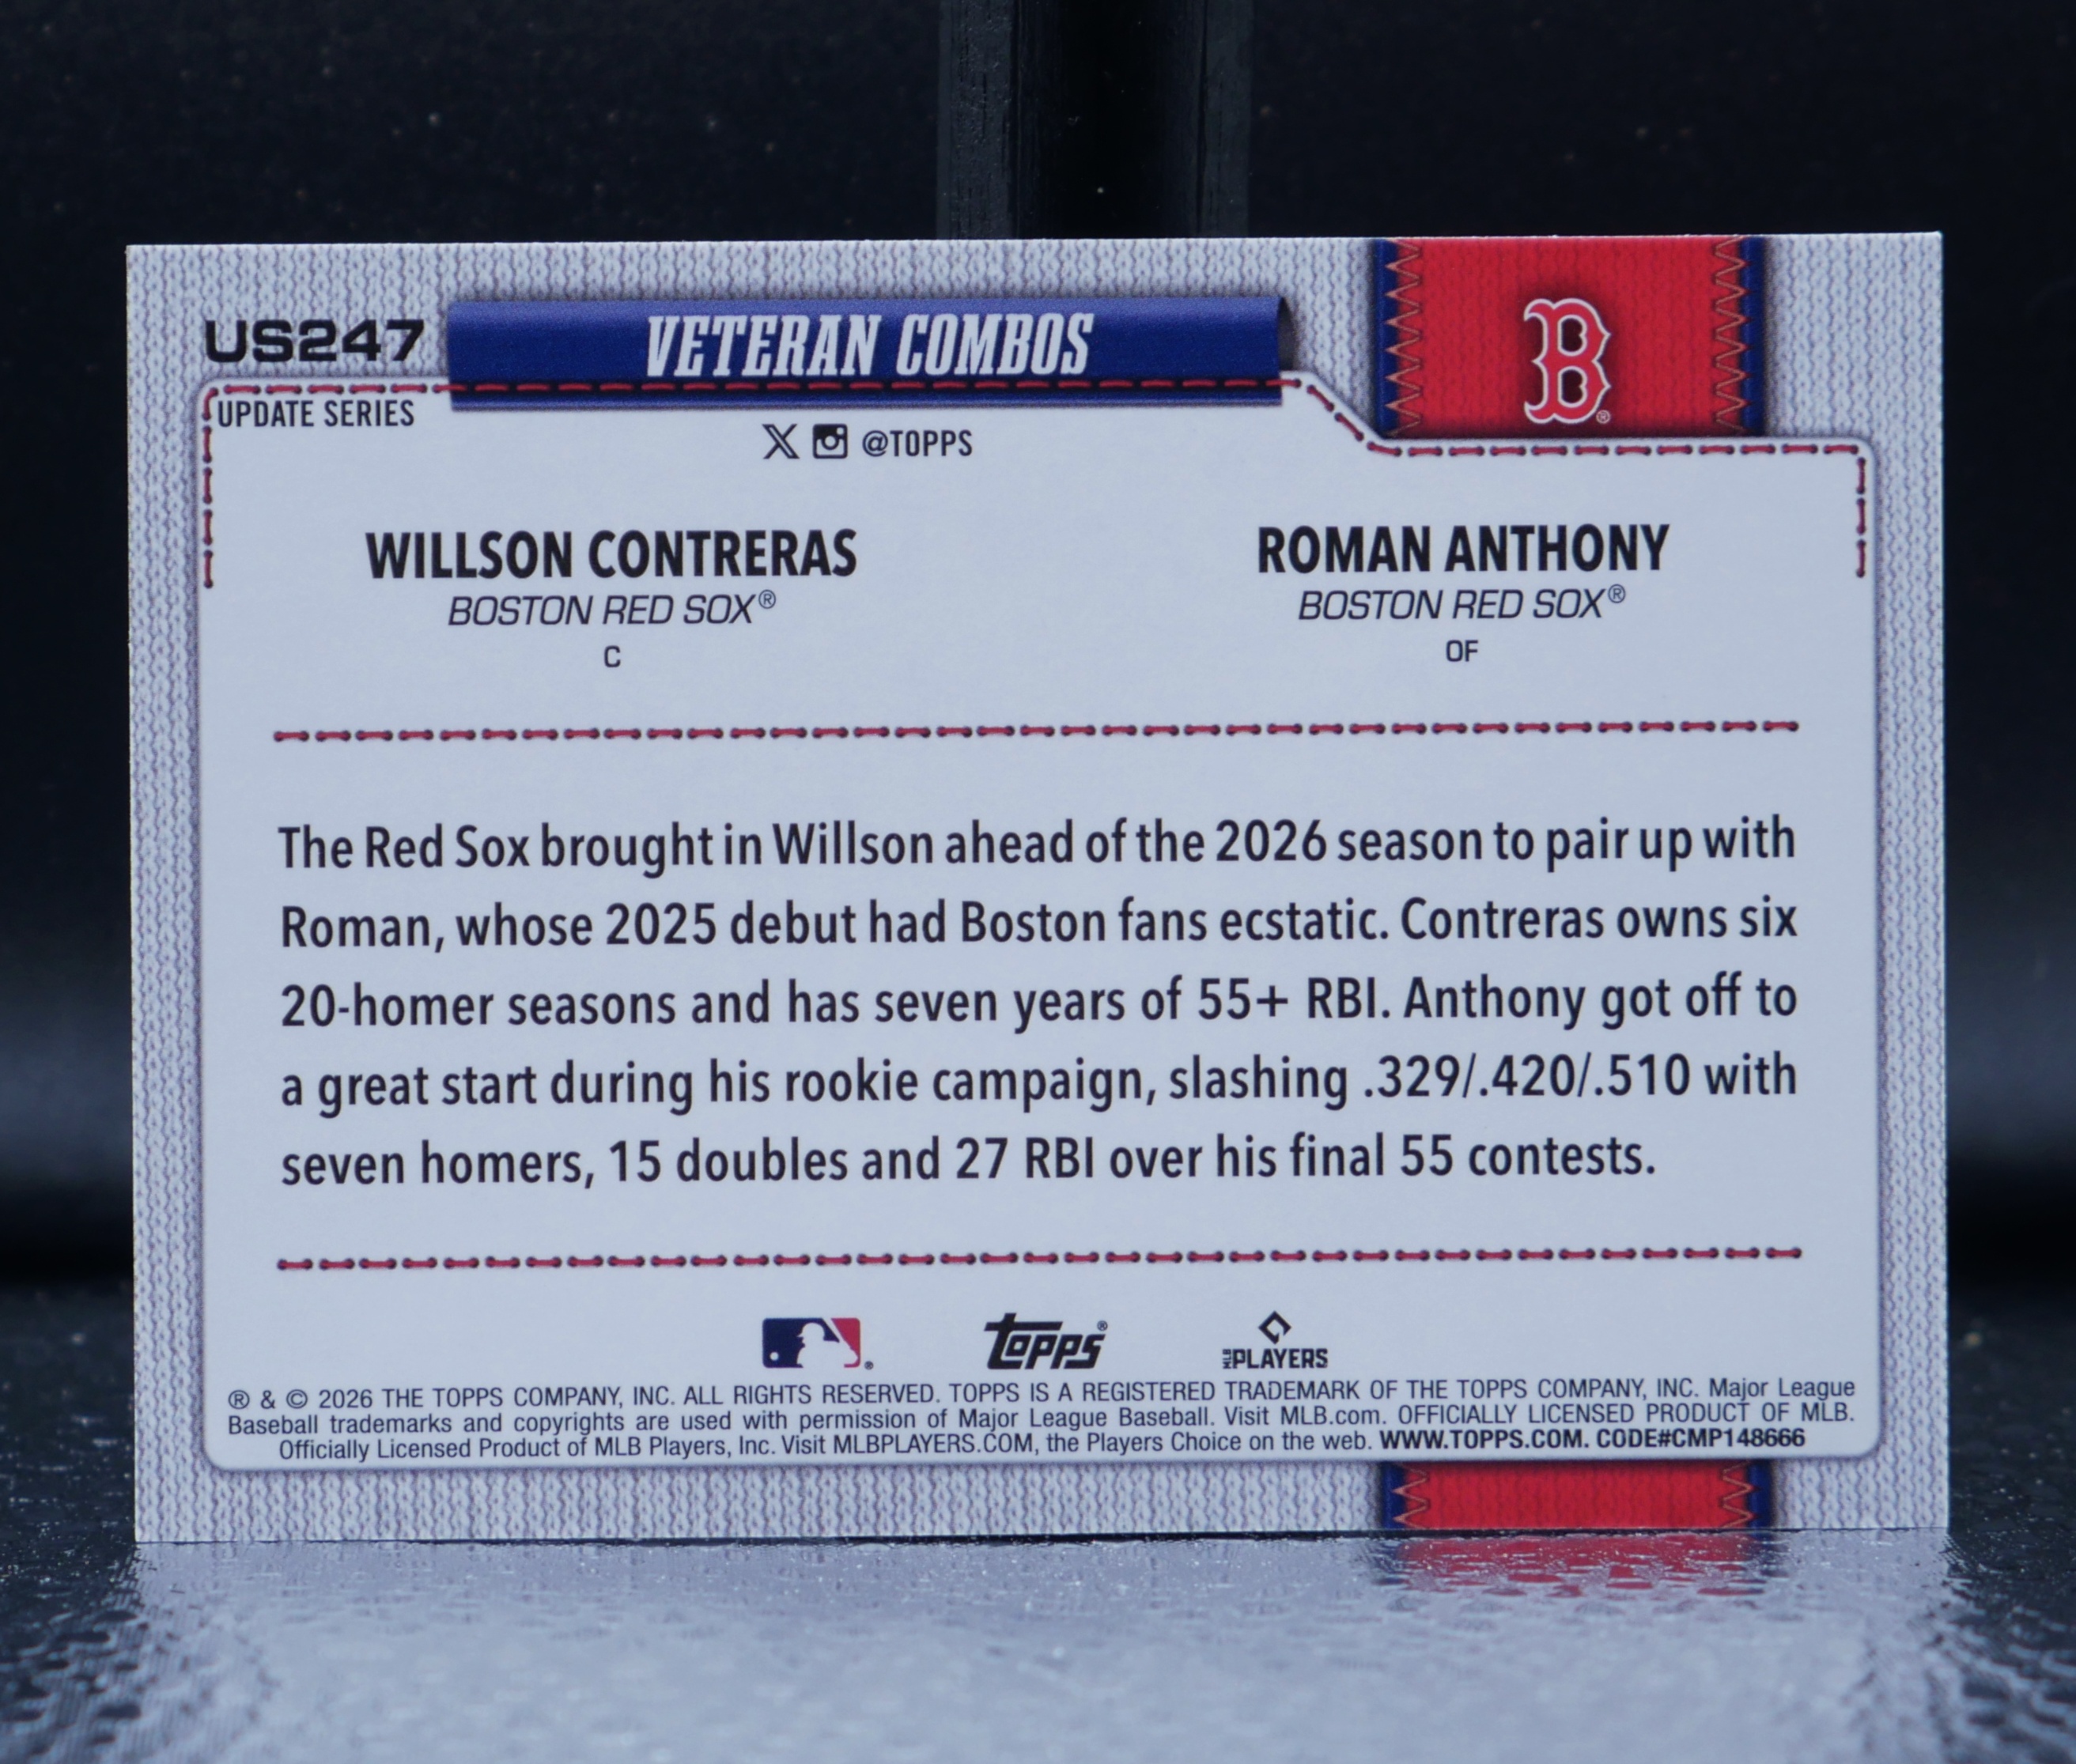 US247
VETERAN COMBOS
B®
UPDATE SERIES
X @TOPPS
WILLSON CONTRERAS
BOSTON RED SOX®
C
ROMAN ANTHONY
BOSTON RED SOX®
OF
The Red Sox brought in Willson ahead of the 2026 season to pair up with
Roman, whose 2025 debut had Boston fans ecstatic. Contreras owns six
20-homer seasons and has seven years of 55+ RBI. Anthony got off to
a great start during his rookie campaign, slashing .329/.420/.510 with
seven homers, 15 doubles and 27 RBI over his final 55 contests.
topps®
MLB PLAYERS
® & © 2026 THE TOPPS COMPANY, INC. ALL RIGHTS RESERVED. TOPPS IS A REGISTERED TRADEMARK OF THE TOPPS COMPANY, INC. Major League
Baseball trademarks and copyrights are used with permission of Major League Baseball. Visit MLB.com. OFFICIALLY LICENSED PRODUCT OF MLB.
Officially Licensed Product of MLB Players, Inc. Visit MLBPLAYERS.COM, the Players Choice on the web. WWW.TOPPS.COM. CODE#CMP148666